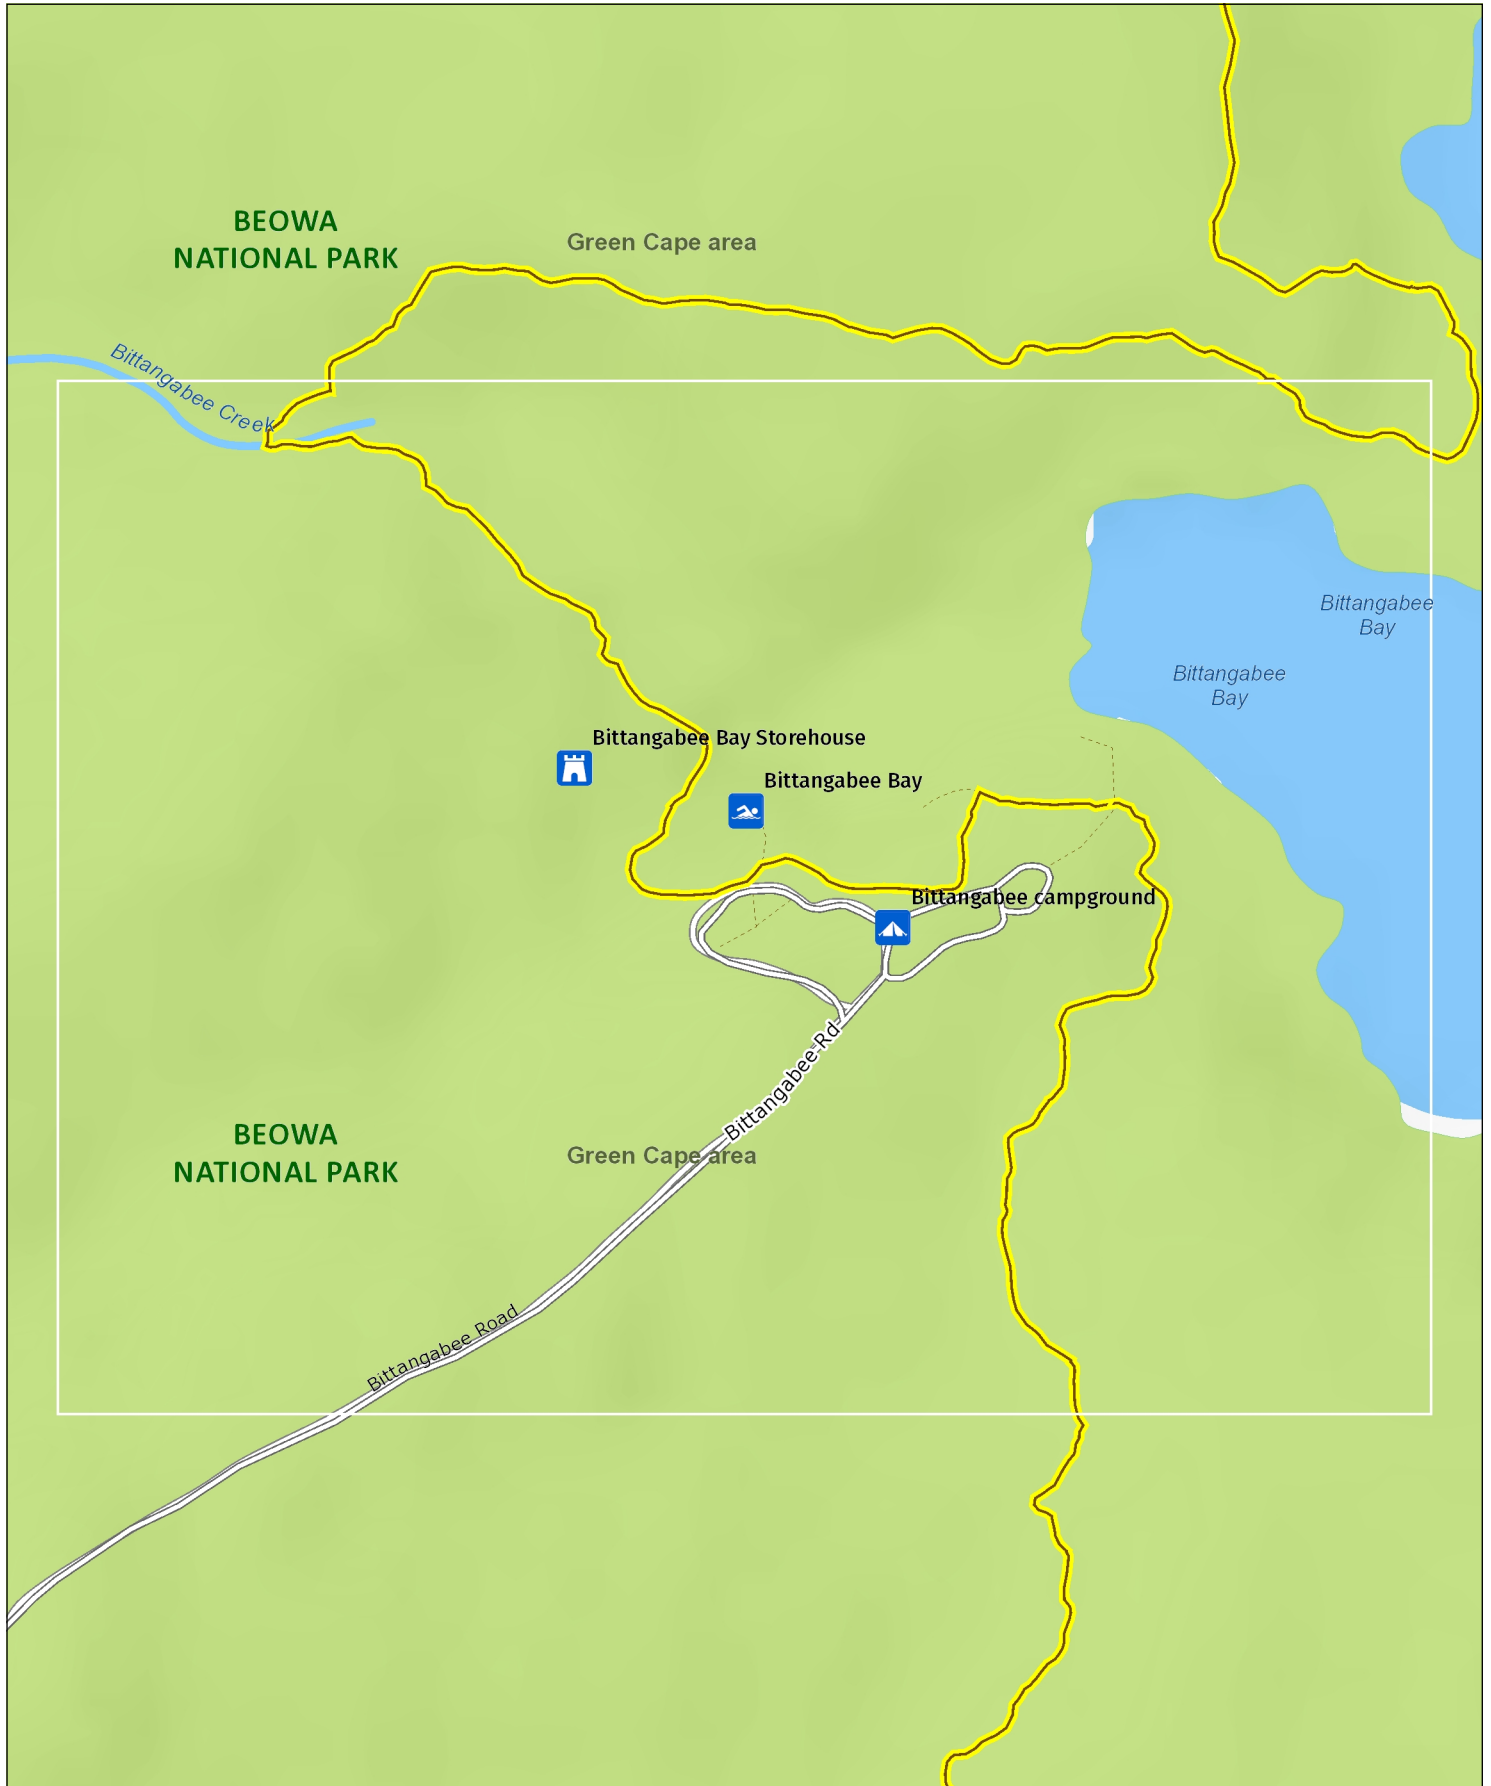 BEOWA
NATIONAL PARK
Green Cape area
Bittangabee Creek
Bittangabee
Bay
Bittangabee
Bay
Bittangabee Bay Storehouse
Bittangabee Bay
Bittangabee campground
Bittangabee-Rd
BEOWA
NATIONAL PARK
Green Cape area
Bittangabee Road